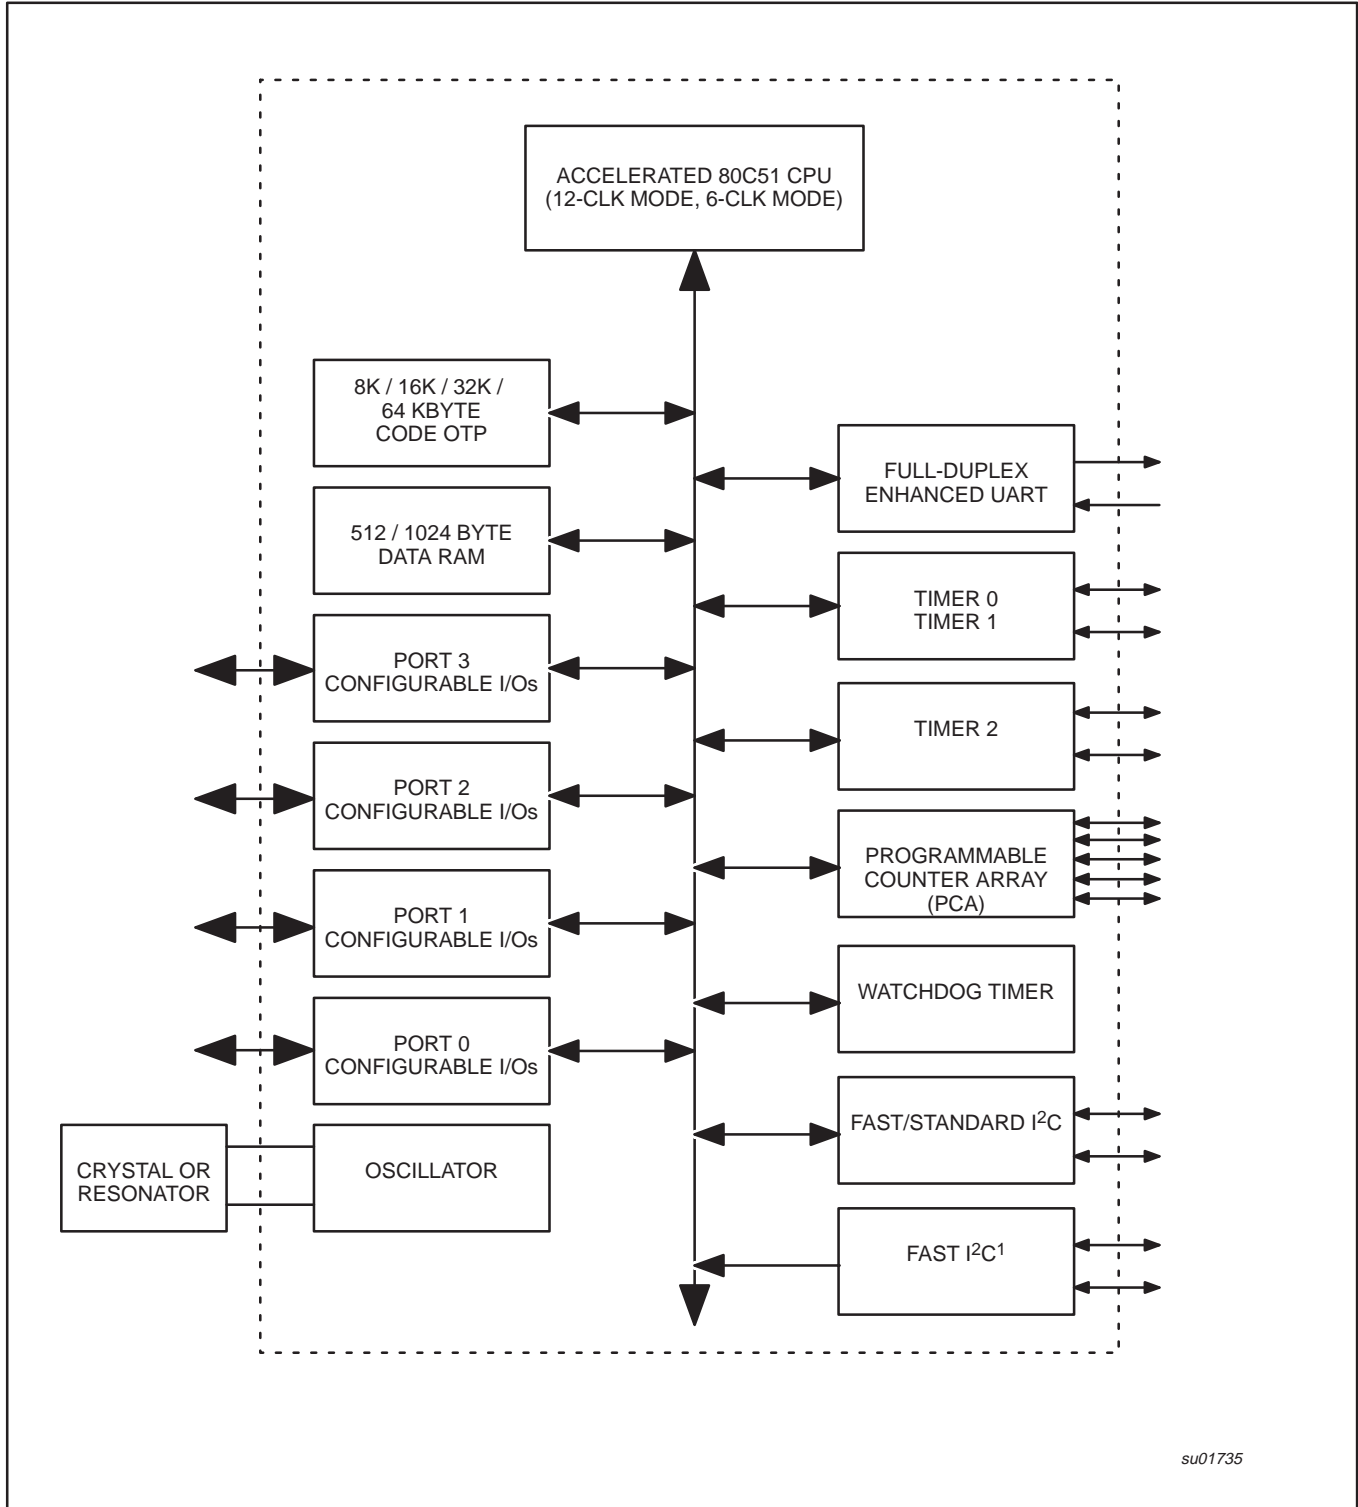 ACCELERATED 80C51 CPU
(12-CLK MODE, 6-CLK MODE)
8K / 16K / 32K /
64 KBYTE
CODE OTP
512 / 1024 BYTE
DATA RAM
PORT 3
CONFIGURABLE I/Os
PORT 2
CONFIGURABLE I/Os
PORT 1
CONFIGURABLE I/Os
PORT 0
CONFIGURABLE I/Os
CRYSTAL OR
RESONATOR
OSCILLATOR
FULL-DUPLEX
ENHANCED UART
TIMER 0
TIMER 1
TIMER 2
PROGRAMMABLE
COUNTER ARRAY
(PCA)
WATCHDOG TIMER
FAST/STANDARD I²C
FAST I²C¹
su01735